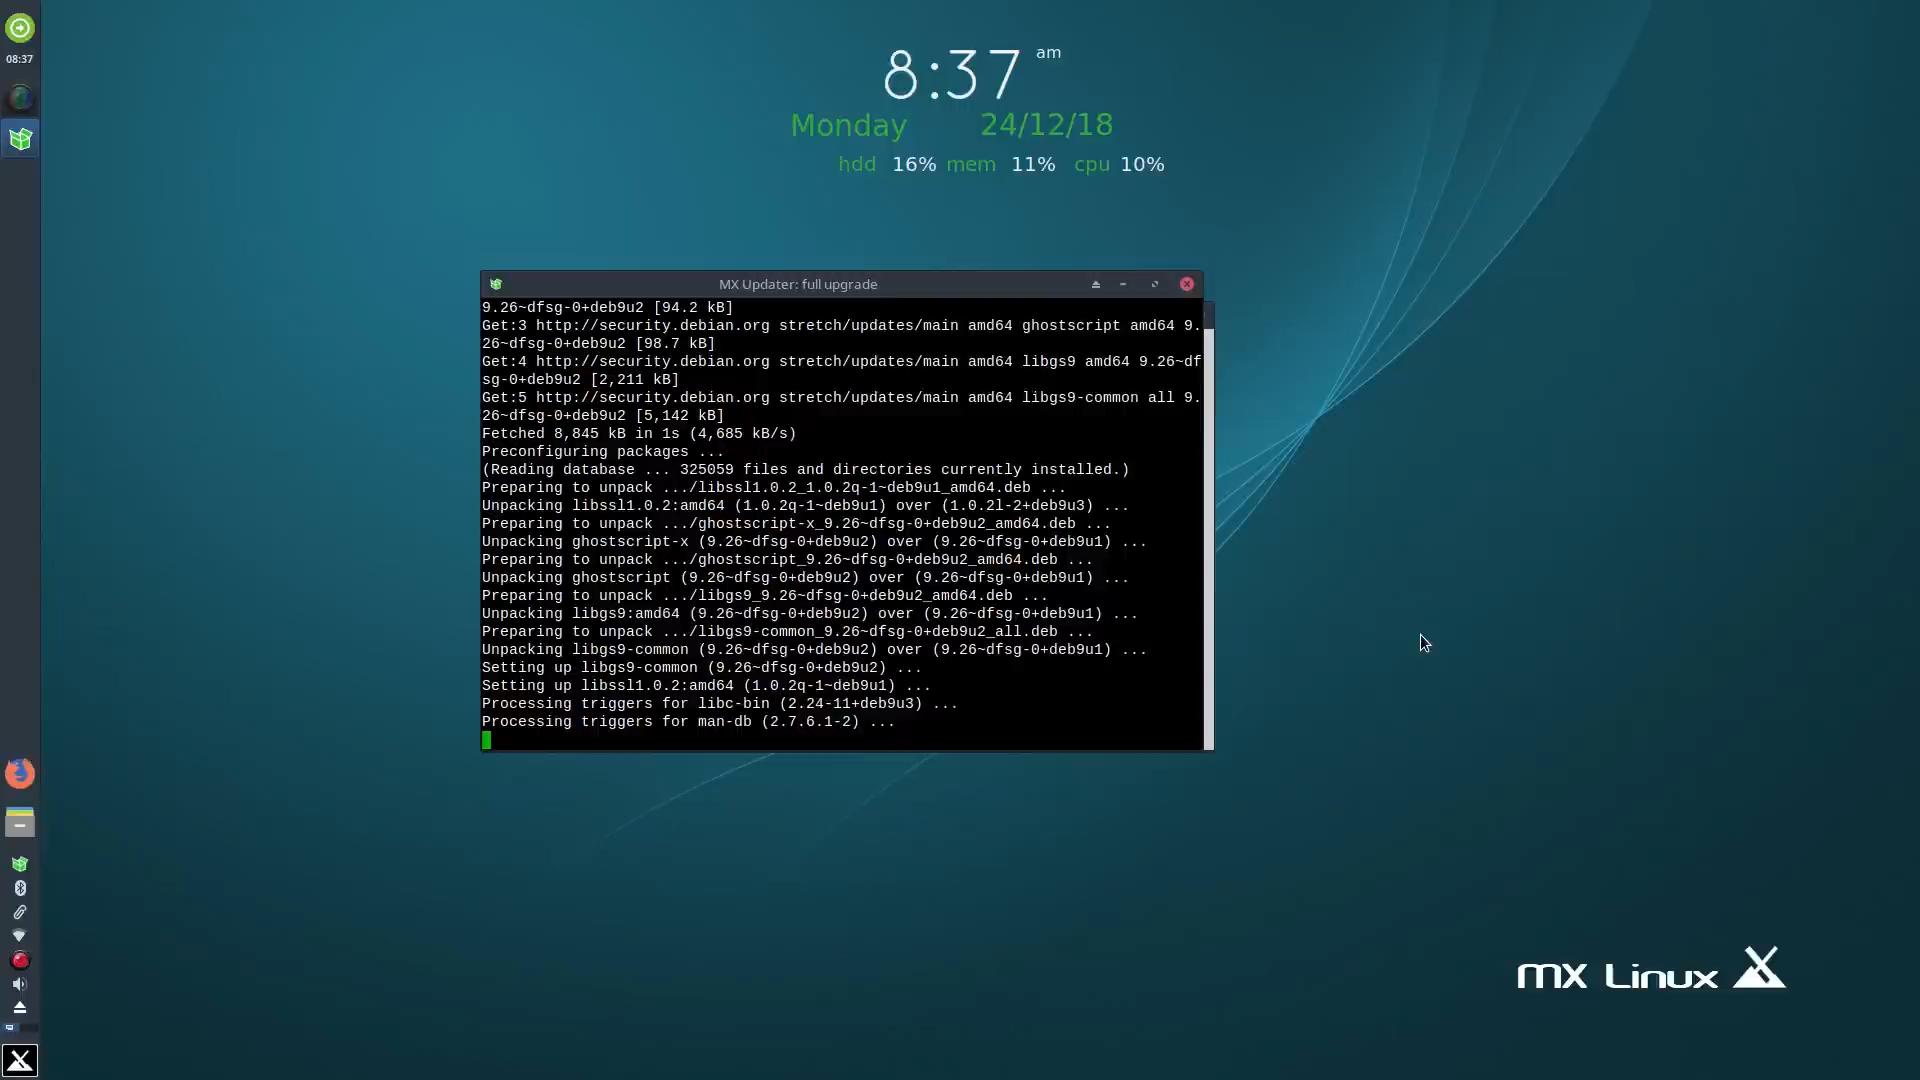 08:37
8:37 am
Monday 24/12/18
hdd 16% mem 11% cpu 10%
MX Updater: full upgrade
9.26~dfsg-0+deb9u2 [94.2 kB]
Get:3 http://security.debian.org stretch/updates/main amd64 ghostscript amd64 9.
26~dfsg-0+deb9u2 [98.7 kB]
Get:4 http://security.debian.org stretch/updates/main amd64 libgs9 amd64 9.26~df
sg-0+deb9u2 [2,211 kB]
Get:5 http://security.debian.org stretch/updates/main amd64 libgs9-common all 9.
26~dfsg-0+deb9u2 [5,142 kB]
Fetched 8,845 kB in 1s (4,685 kB/s)
Preconfiguring packages ...
(Reading database ... 325059 files and directories currently installed.)
Preparing to unpack .../libssl1.0.2_1.0.2q-1~deb9u1_amd64.deb ...
Unpacking libssl1.0.2:amd64 (1.0.2q-1~deb9u1) over (1.0.2l-2+deb9u3) ...
Preparing to unpack .../ghostscript-x_9.26~dfsg-0+deb9u2_amd64.deb ...
Unpacking ghostscript-x (9.26~dfsg-0+deb9u2) over (9.26~dfsg-0+deb9u1) ...
Preparing to unpack .../ghostscript_9.26~dfsg-0+deb9u2_amd64.deb ...
Unpacking ghostscript (9.26~dfsg-0+deb9u2) over (9.26~dfsg-0+deb9u1) ...
Preparing to unpack .../libgs9_9.26~dfsg-0+deb9u2_amd64.deb ...
Unpacking libgs9:amd64 (9.26~dfsg-0+deb9u2) over (9.26~dfsg-0+deb9u1) ...
Preparing to unpack .../libgs9-common_9.26~dfsg-0+deb9u2_all.deb ...
Unpacking libgs9-common (9.26~dfsg-0+deb9u2) over (9.26~dfsg-0+deb9u1) ...
Setting up libgs9-common (9.26~dfsg-0+deb9u2) ...
Setting up libssl1.0.2:amd64 (1.0.2q-1~deb9u1) ...
Processing triggers for libc-bin (2.24-11+deb9u3) ...
Processing triggers for man-db (2.7.6.1-2) ...
MX Linux